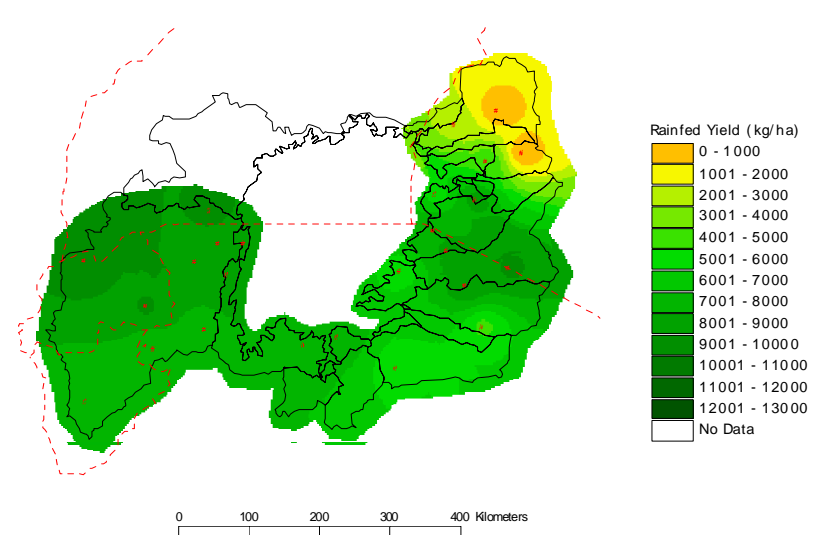 Rainfed Yield (kg/ha)
0 - 1000
1001 - 2000
2001 - 3000
3001 - 4000
4001 - 5000
5001 - 6000
6001 - 7000
7001 - 8000
8001 - 9000
9001 - 10000
10001 - 11000
11001 - 12000
12001 - 13000
No Data
0 100 200 300 400 Kilometers